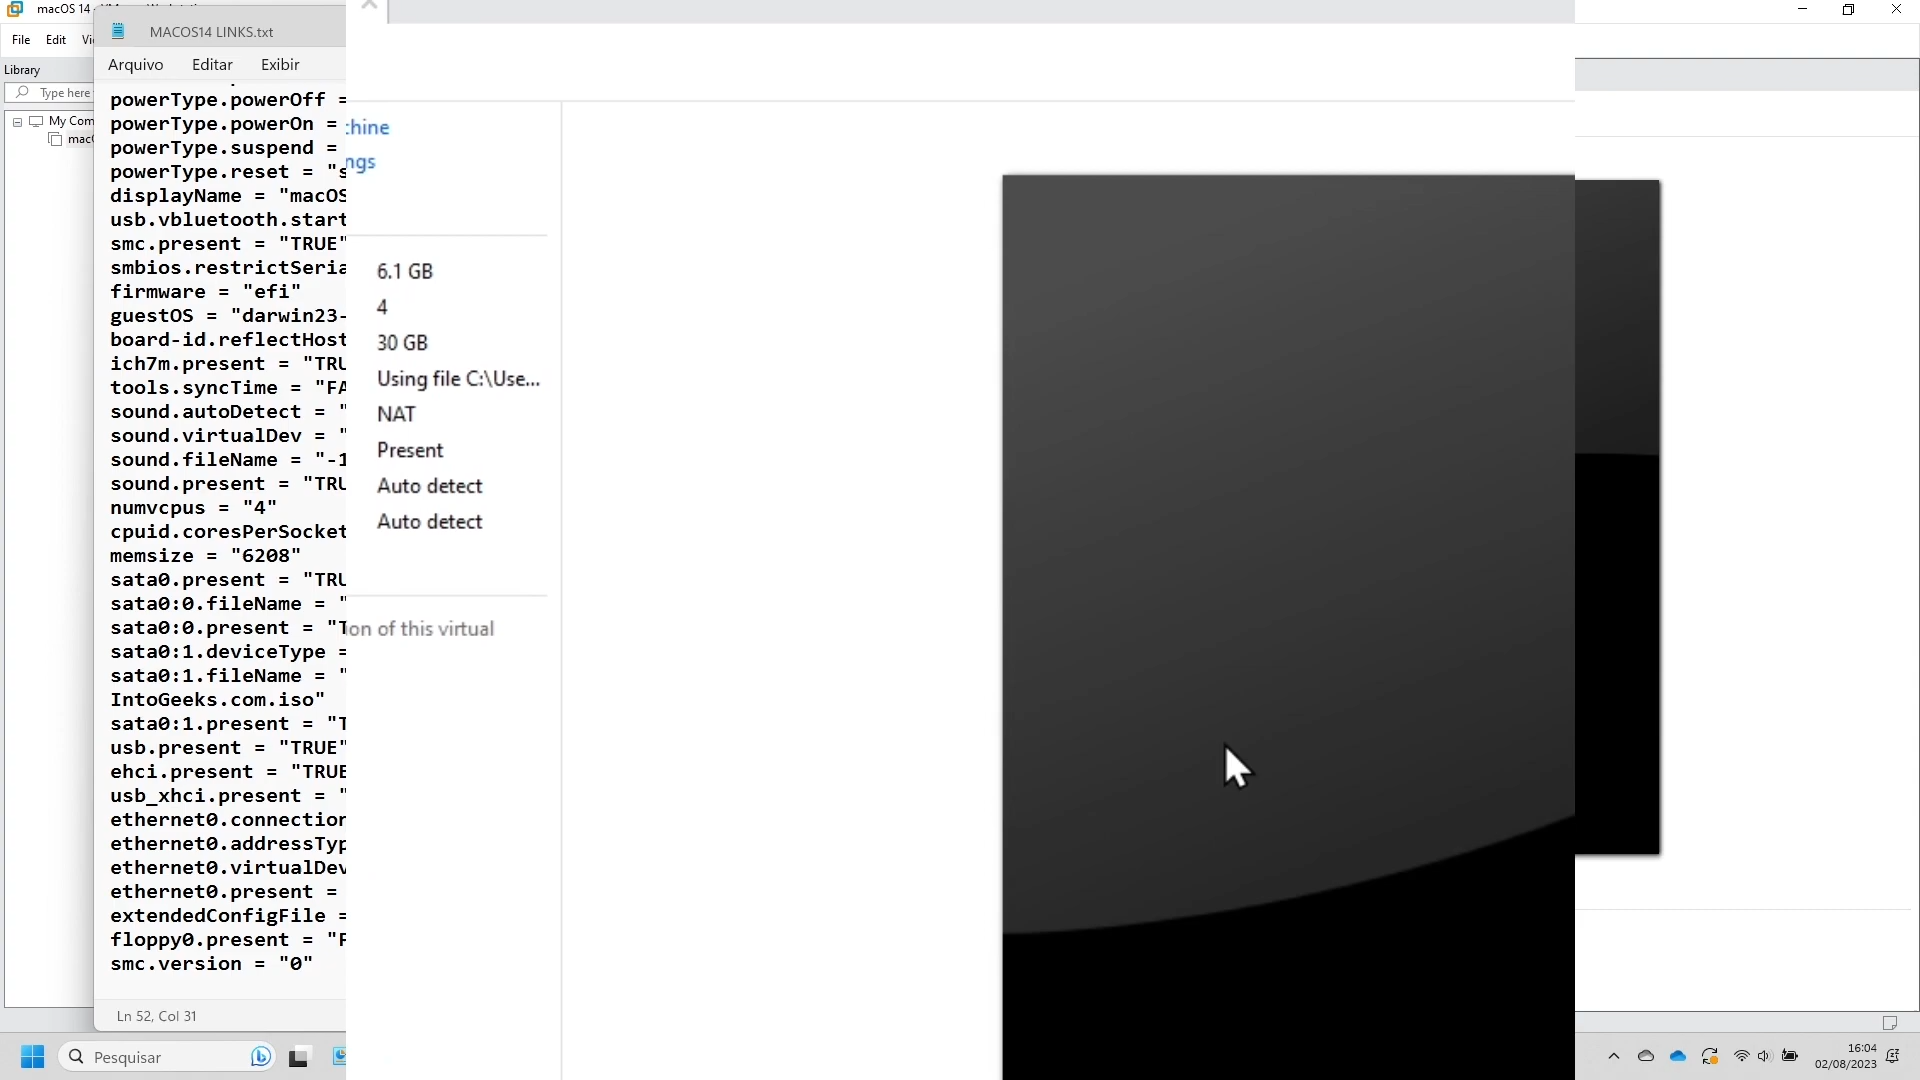 macOS 14 -
File Edit
Library
Type here
My Com
MACOS14 LINKS.txt
Arquivo Editar Exibir
powerType.powerOff =
powerType.powerOn =
powerType.suspend =
powerType.reset = "s
displayName = "macOS
usb.vbluetooth.start
smc.present = "TRUE"
smbios.restrictSeria
firmware = "efi"
guestOS = "darwin23-
board-id.reflectHost
ich7m.present = "TRU
tools.syncTime = "FA
sound.autoDetect = "
sound.virtualDev = "
sound.fileName = "-1
sound.present = "TRU
numvcpus = "4"
cpuid.coresPerSocket
memsize = "6208"
sata0.present = "TRU
sata0:0.fileName = "
sata0:0.present = "T
sata0:1.deviceType =
sata0:1.fileName = "
IntoGeeks.com.iso"
sata0:1.present = "T
usb.present = "TRUE"
ehci.present = "TRUE
usb_xhci.present = "
ethernet0.connection
ethernet0.addressTyp
ethernet0.virtualDev
ethernet0.present =
extendedConfigFile =
floppy0.present = "F
smc.version = "0"
Ln 52, Col 31
chine
ngs
6.1 GB
4
30 GB
Using file C:\Use...
NAT
Present
Auto detect
Auto detect
ion of this virtual
Pesquisar
16:04
02/08/2023